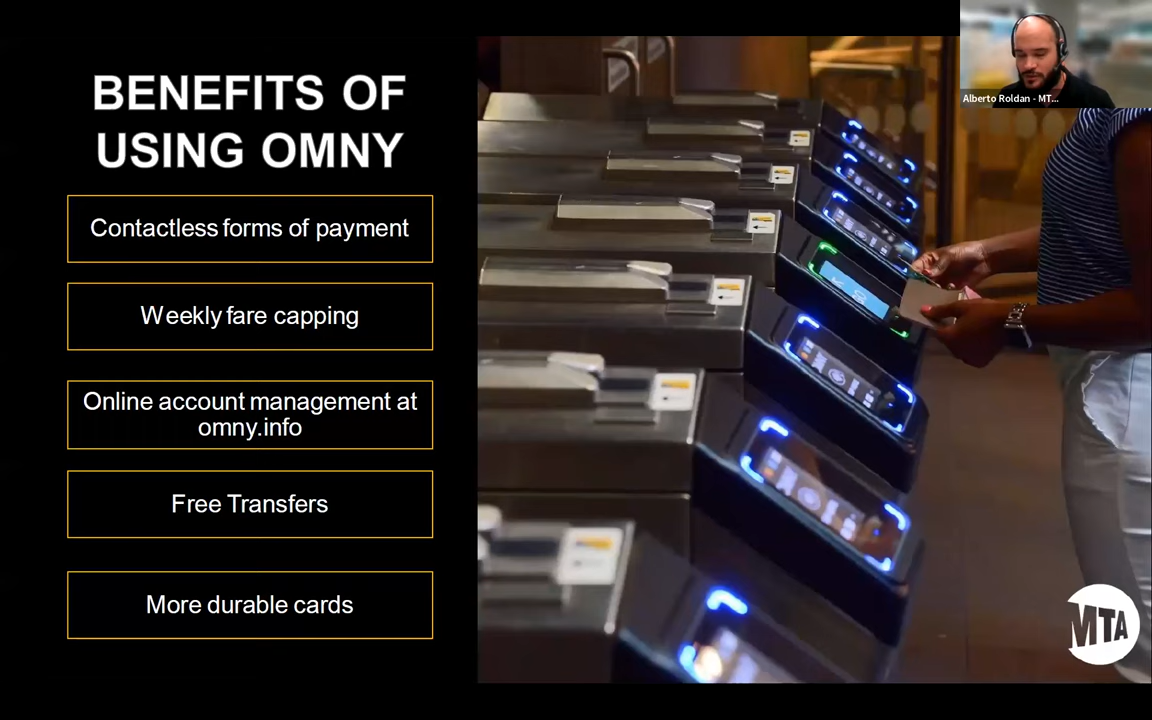 BENEFITS OF
USING OMNY
Contactless forms of payment
Weekly fare capping
Online account management at
omny.info
Free Transfers
More durable cards
Alberto Roldan - MT...
MTA